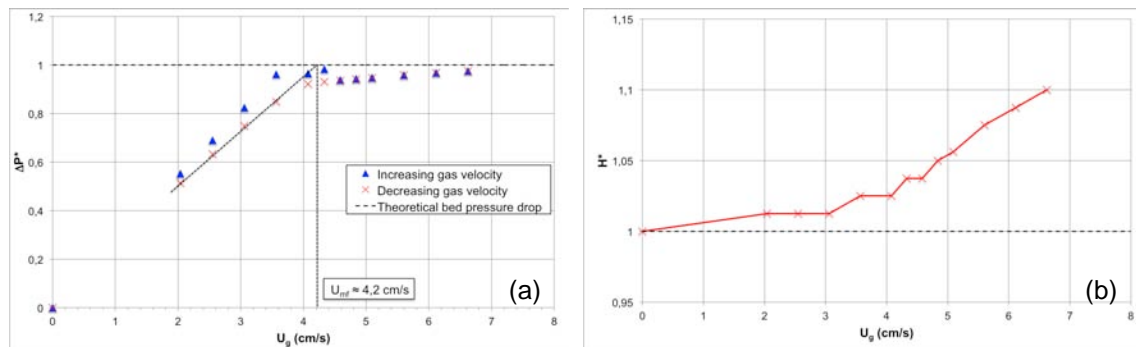 1,2
1
0,8
0,6
0,4
0,2
0
ΔP*
0 1 2 3 4 5 6 7 8
Ug (cm/s)
Increasing gas velocity
Decreasing gas velocity
Theoretical bed pressure drop
Umf ≈ 4,2 cm/s
(a)
1,15
1,1
1,05
1
0,95
H*
0 1 2 3 4 5 6 7 8
Ug (cm/s)
(b)